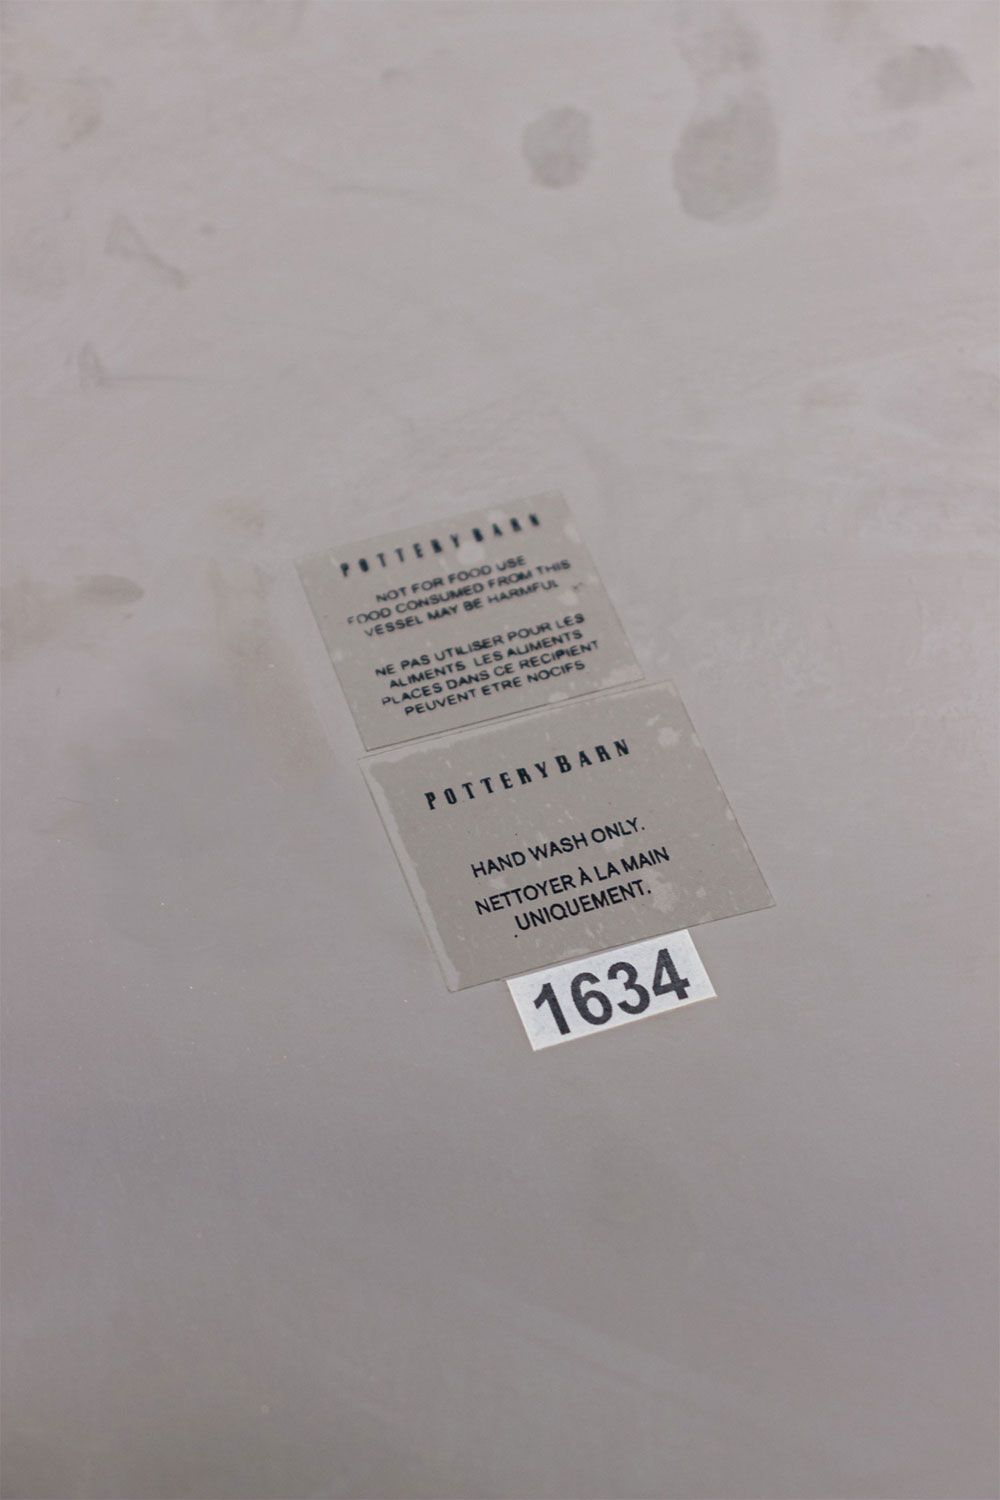 POTTERYBARN
NOT FOR FOOD USE
FOOD CONSUMED FROM THIS
VESSEL MAY BE HARMFUL
NE PAS UTILISER POUR LES
ALIMENTS LES ALIMENTS
PLACES DANS CE RECIPIENT
PEUVENT ETRE NOCIFS
POTTERYBARN
HAND WASH ONLY.
NETTOYER À LA MAIN
UNIQUEMENT.
1634